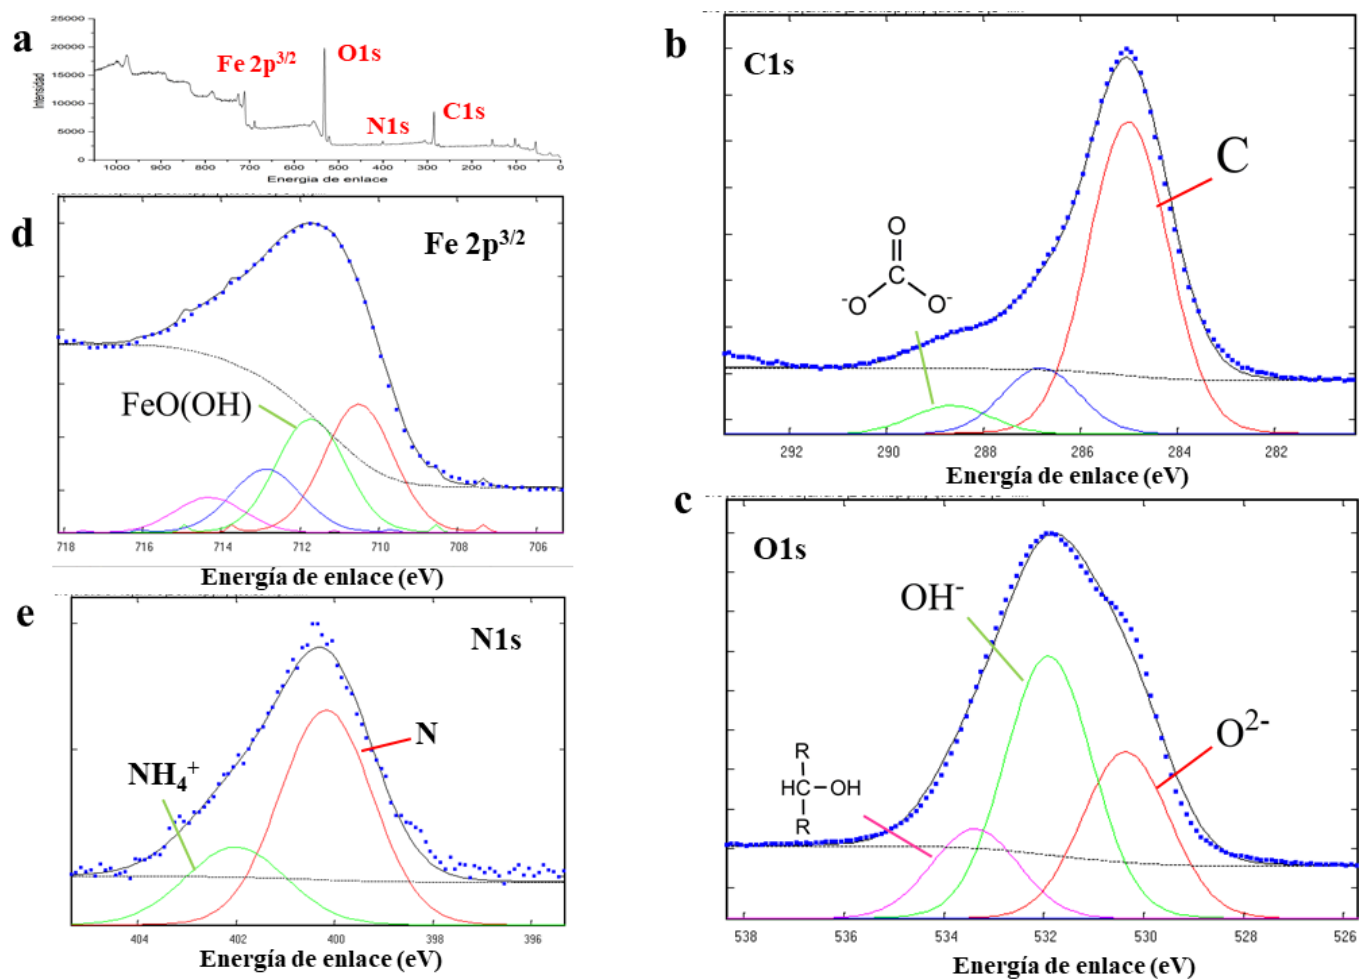 a
25000
20000
15000
10000
5000
0
Intensidad
Fe 2p3/2
O1s
N1s
C1s
1000 900 800 700 600 500 400 300 200 100 0
Energia de enlace
b
C1s
C
O
C
-O O-
292 290 288 286 284 282
Energía de enlace (eV)
d
Fe 2p3/2
FeO(OH)
718 716 714 712 710 708 706
Energía de enlace (eV)
c
O1s
OH-
O2-
R
HC-OH
R
538 536 534 532 530 528 526
Energía de enlace (eV)
e
N1s
N
NH4+
404 402 400 398 396
Energía de enlace (eV)